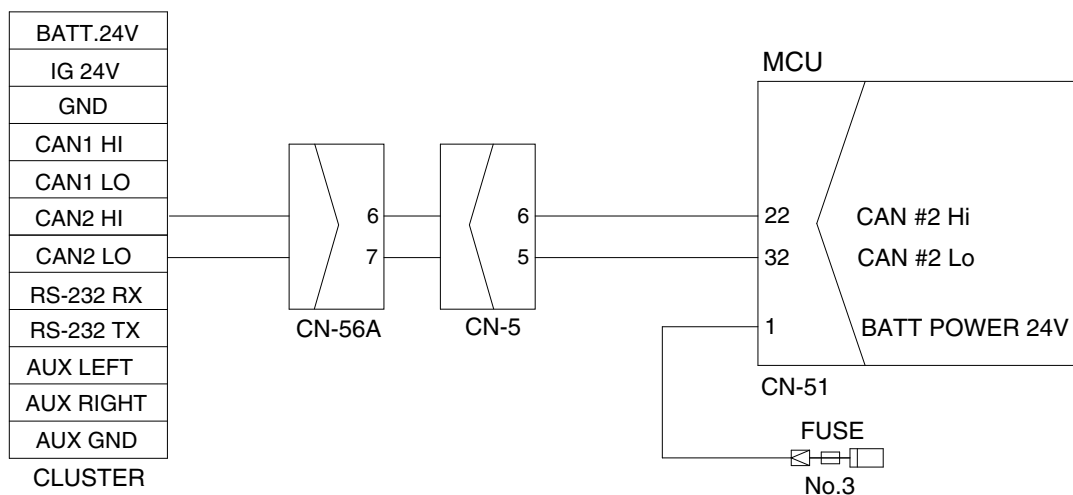 BATT.24V
IG 24V
GND
CAN1 HI
CAN1 LO
CAN2 HI
CAN2 LO
RS-232 RX
RS-232 TX
AUX LEFT
AUX RIGHT
AUX GND
CLUSTER
6
7
CN-56A
6
5
CN-5
MCU
22 CAN #2 Hi
32 CAN #2 Lo
1 BATT POWER 24V
CN-51
FUSE
No.3